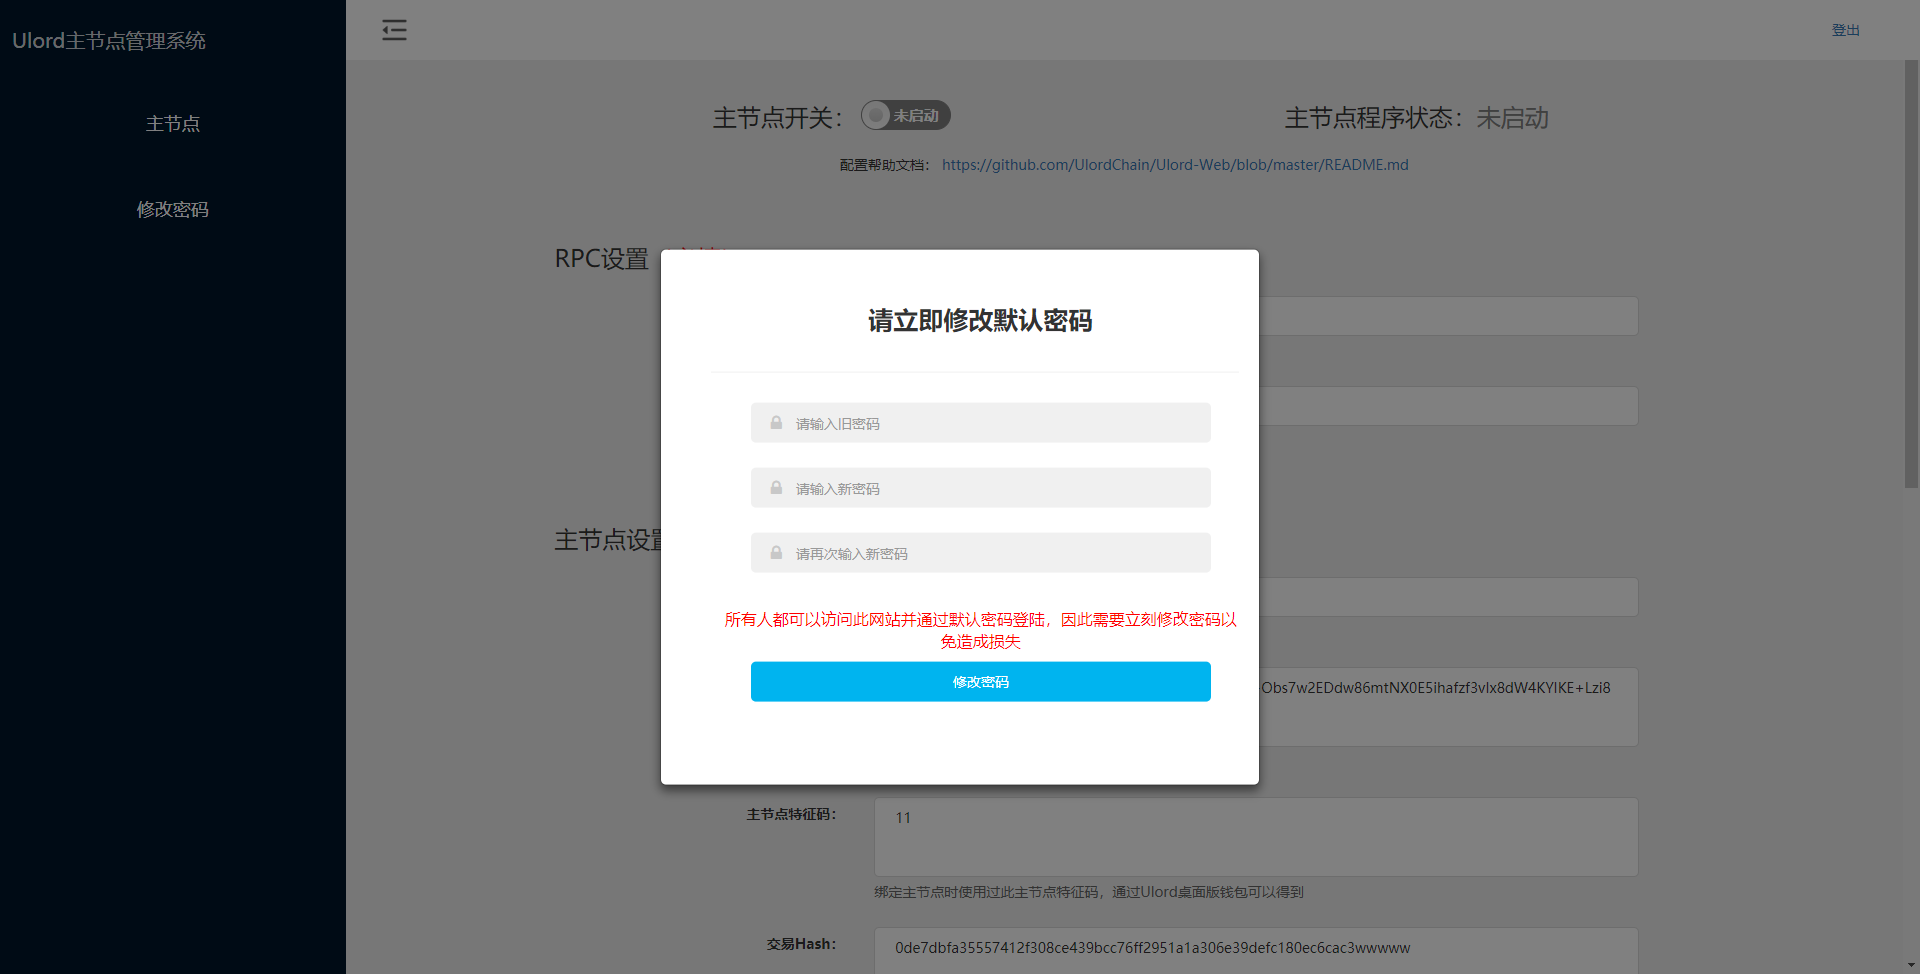 Ulord主节点管理系统
登出
主节点
修改密码
主节点开关：
未启动
主节点程序状态：未启动
配置帮助文档： https://github.com/UlordChain/Ulord-Web/blob/master/README.md
RPC设置
请立即修改默认密码
请输入旧密码
请输入新密码
主节点设置
请再次输入新密码
所有人都可以访问此网站并通过默认密码登陆，因此需要立刻修改密码以
免造成损失
修改密码
Obs7w2EDdw86mtNX0E5ihafzf3vIx8dW4KYIKE+Lzi8
主节点特征码：
11
绑定主节点时使用过此主节点特征码，通过Ulord桌面版钱包可以得到
交易Hash：
0de7dbfa35557412f308ce439bcc76ff2951a1a306e39defc180ec6cac3wwwww